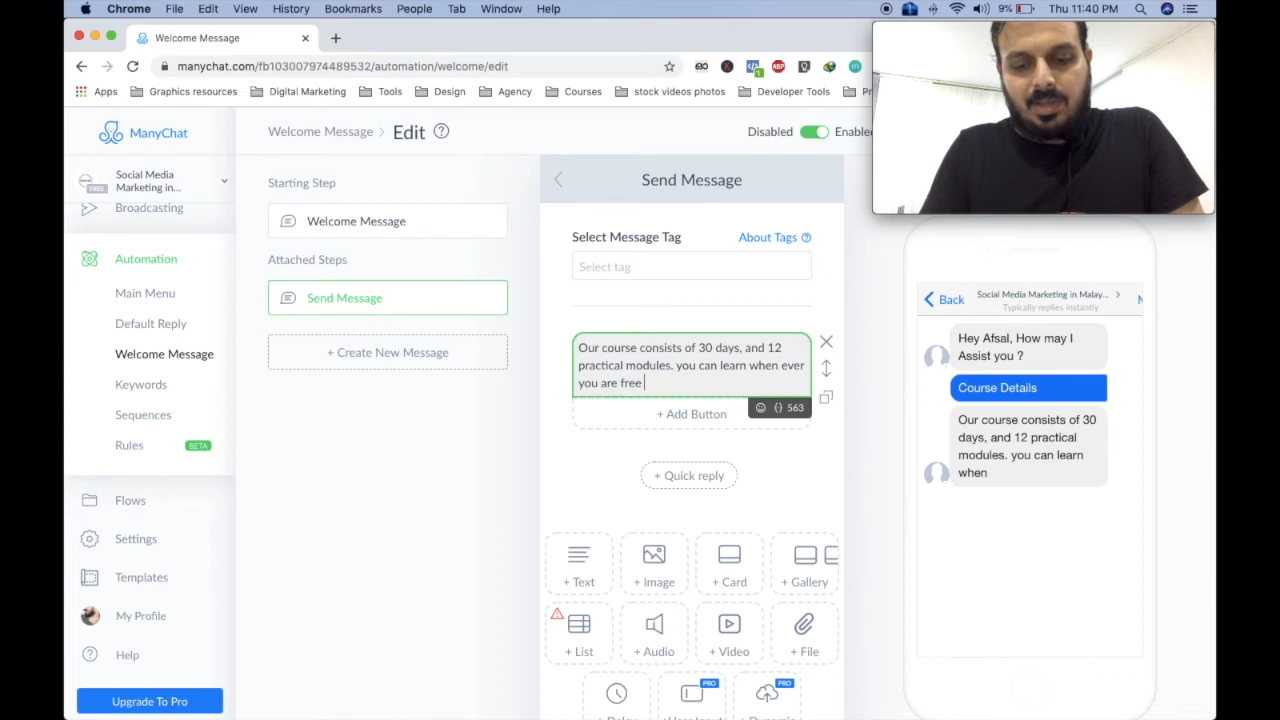 Chrome File Edit View History Bookmarks People Tab Window Help
9% Thu 11:40 PM
Welcome Message
manychat.com/fb103007974489532/automation/welcome/edit
Apps Graphics resources Digital Marketing Tools Design Agency Courses stock videos photos Developer Tools
ManyChat
Welcome Message > Edit
Disabled Enabled
Social Media
Marketing in...
FREE
Broadcasting
Automation
Main Menu
Default Reply
Welcome Message
Keywords
Sequences
Rules BETA
Flows
Settings
Templates
My Profile
Help
Upgrade To Pro
Starting Step
Welcome Message
Attached Steps
Send Message
+ Create New Message
Send Message
Select Message Tag About Tags
Select tag
Our course consists of 30 days, and 12
practical modules. you can learn when ever
you are free
{} 563
+ Add Button
+ Quick reply
+ Text + Image + Card + Gallery
+ List + Audio + Video + File
PRO PRO
Back Social Media Marketing in Malay...
Typically replies instantly
Hey Afsal, How may I
Assist you ?
Course Details
Our course consists of 30
days, and 12 practical
modules. you can learn
when